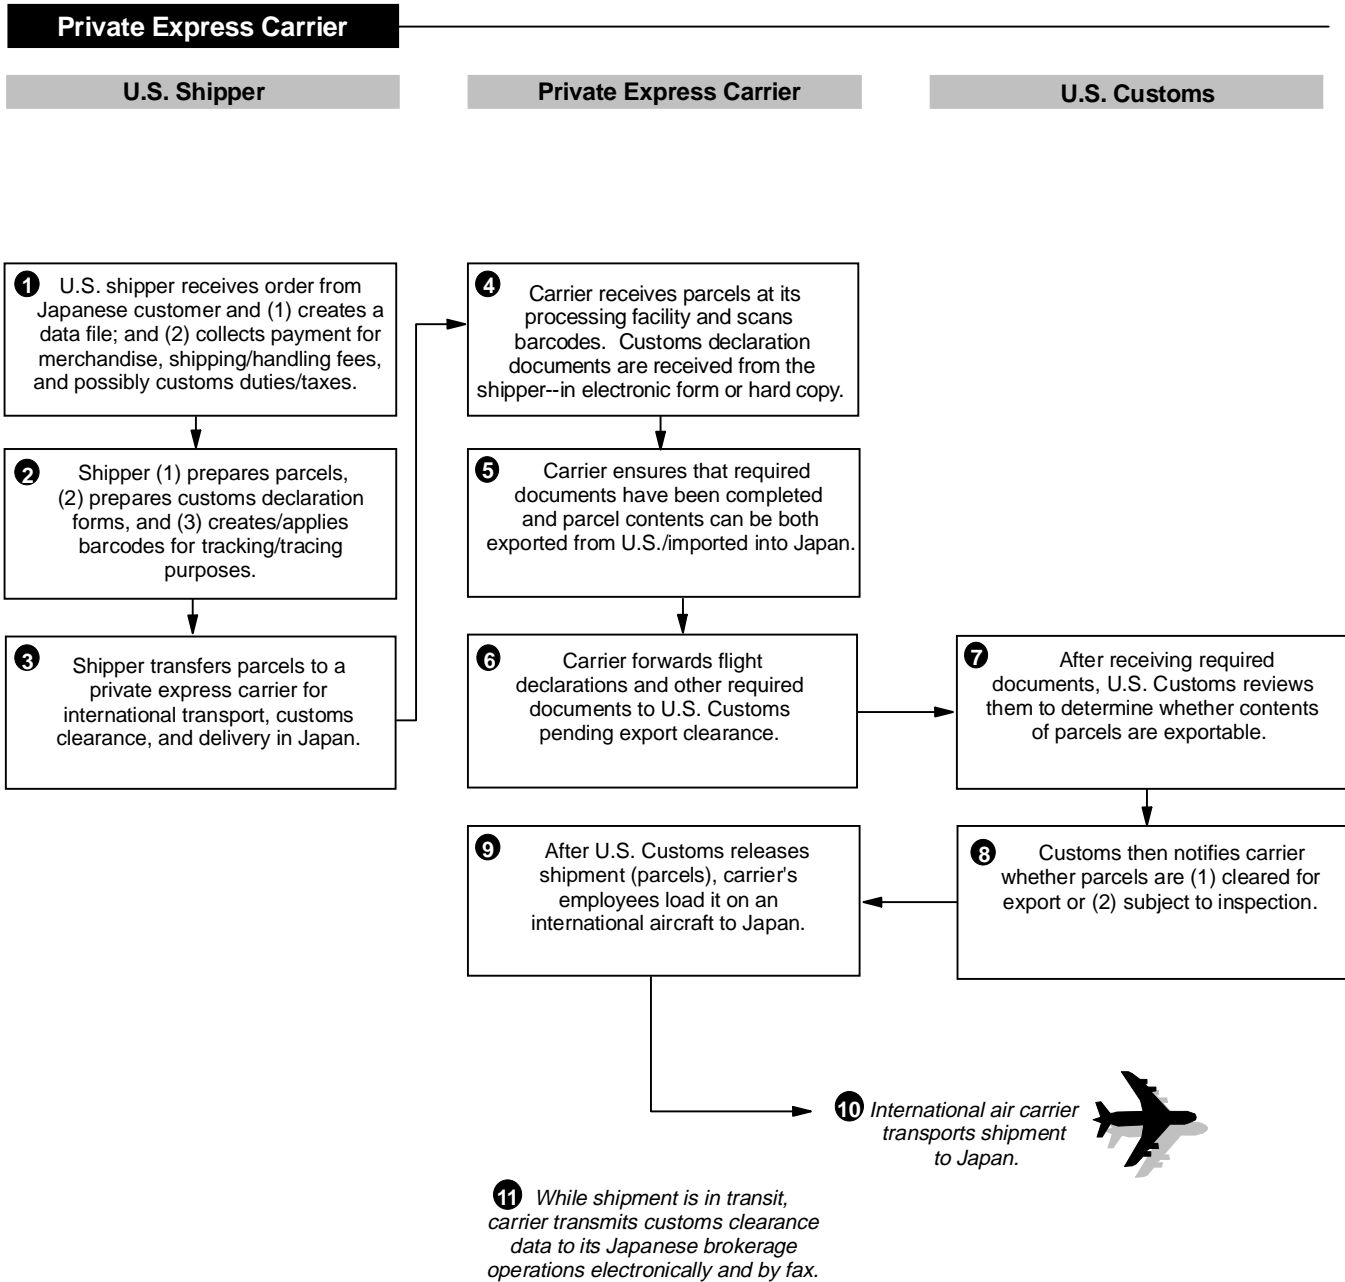 Private Express Carrier
U.S. Shipper
Private Express Carrier
U.S. Customs
1 U.S. shipper receives order from
Japanese customer and (1) creates a
data file; and (2) collects payment for
merchandise, shipping/handling fees,
and possibly customs duties/taxes.
2 Shipper (1) prepares parcels,
(2) prepares customs declaration
forms, and (3) creates/applies
barcodes for tracking/tracing
purposes.
3 Shipper transfers parcels to a
private express carrier for
international transport, customs
clearance, and delivery in Japan.
4 Carrier receives parcels at its
processing facility and scans
barcodes. Customs declaration
documents are received from the
shipper--in electronic form or hard copy.
5 Carrier ensures that required
documents have been completed
and parcel contents can be both
exported from U.S./imported into Japan.
6 Carrier forwards flight
declarations and other required
documents to U.S. Customs
pending export clearance.
7 After receiving required
documents, U.S. Customs reviews
them to determine whether contents
of parcels are exportable.
8 Customs then notifies carrier
whether parcels are (1) cleared for
export or (2) subject to inspection.
9 After U.S. Customs releases
shipment (parcels), carrier's
employees load it on an
international aircraft to Japan.
10 International air carrier
transports shipment
to Japan.
11 While shipment is in transit,
carrier transmits customs clearance
data to its Japanese brokerage
operations electronically and by fax.